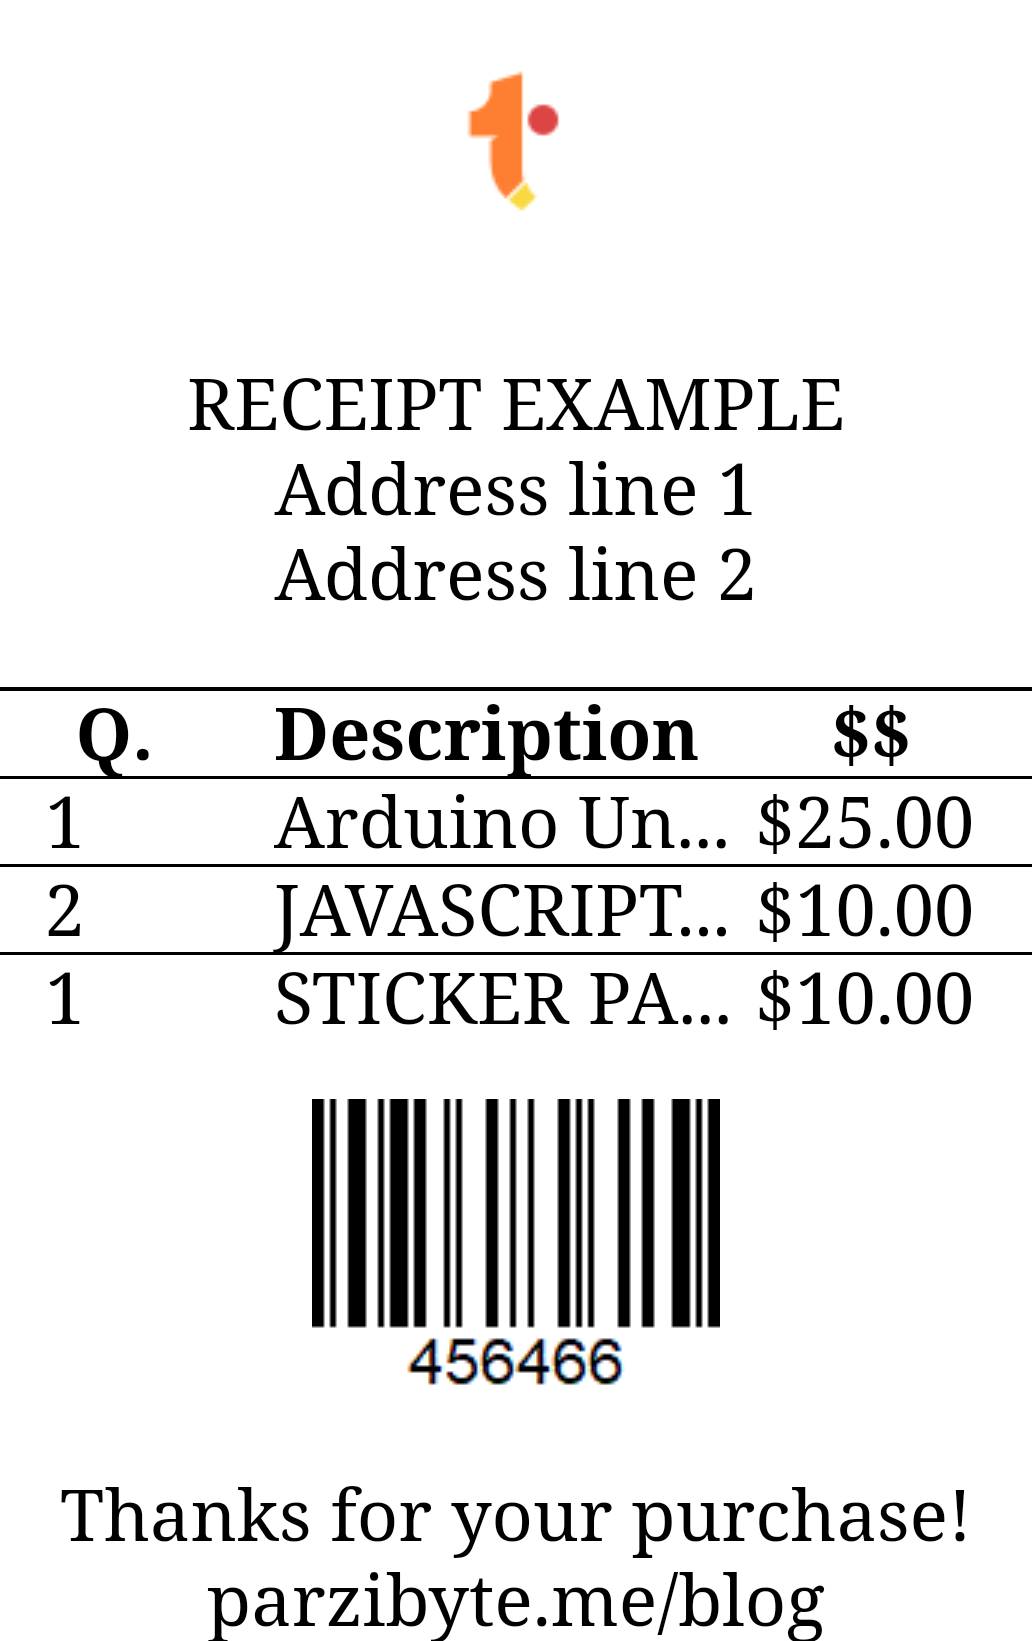 RECEIPT EXAMPLE
Address line 1
Address line 2
Q. Description $$
1 Arduino Un... $25.00
2 JAVASCRIPT... $10.00
1 STICKER PA... $10.00
456466
Thanks for your purchase!
parzibyte.me/blog